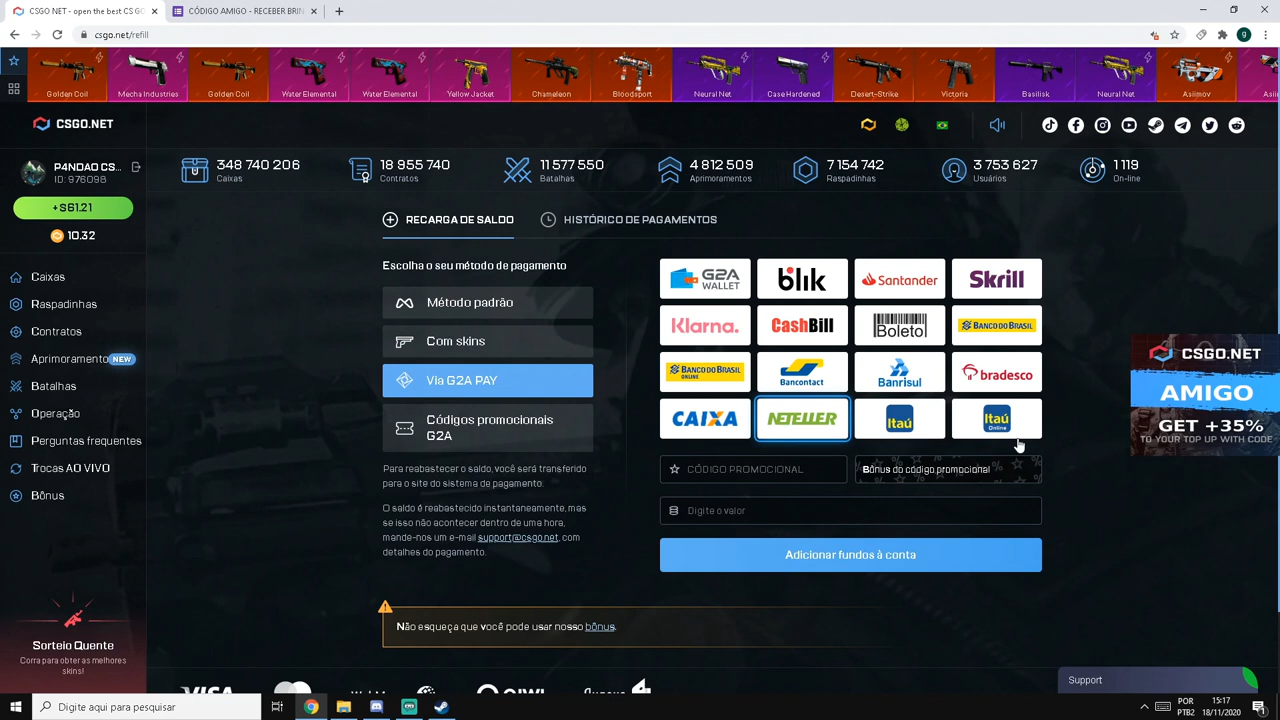 CSGO NET - open the best CS GO
CÓDIGO AMIGO - RECEBER BRIN
csgo.net/refill
g
Golden Coil
Mecha Industries
Golden Coil
Water Elemental
Water Elemental
Yellow Jacket
Chameleon
Bloodsport
Neural Net
Case Hardened
Desert-Strike
Victoria
Basilisk
Neural Net
Asiimov
Asii
CSGO.NET
P4NDAO CS...
ID: 976098
+$61.21
10.32
348 740 206
Caixas
18 955 740
Contratos
11 577 550
Batalhas
4 812 509
Aprimoramentos
7 154 742
Raspadinhas
3 753 627
Usuários
1 119
On-line
Caixas
Raspadinhas
Contratos
Aprimoramento NEW
Batalhas
Operação
Perguntas frequentes
Trocas AO VIVO
Bônus
Sorteio Quente
Corra para obter as melhores
skins!
RECARGA DE SALDO
HISTÓRICO DE PAGAMENTOS
Escolha o seu método de pagamento
Método padrão
Com skins
Via G2A PAY
Códigos promocionais
G2A
Para reabastecer o saldo, você será transferido
para o site do sistema de pagamento.
O saldo é reabastecido instantaneamente, mas
se isso não acontecer dentro de uma hora,
mande-nos um e-mail support@csgo.net, com
detalhes do pagamento.
G2A WALLET
blik
Santander
Skrill
Klarna.
CashBill
Boleto
BANCO DO BRASIL
BANCO DO BRASIL ONLINE
Bancontact
Banrisul
bradesco
CAIXA
NETELLER
Itaú
Itaú Online
CÓDIGO PROMOCIONAL
Bônus do código promocional
Digite o valor
Adicionar fundos à conta
Não esqueça que você pode usar nosso bônus.
CSGO.NET
AMIGO
GET +35%
TO YOUR TOP UP WITH CODE
VISA
Support
Digite aqui para pesquisar
POR
PTB2
15:17
18/11/2020
1